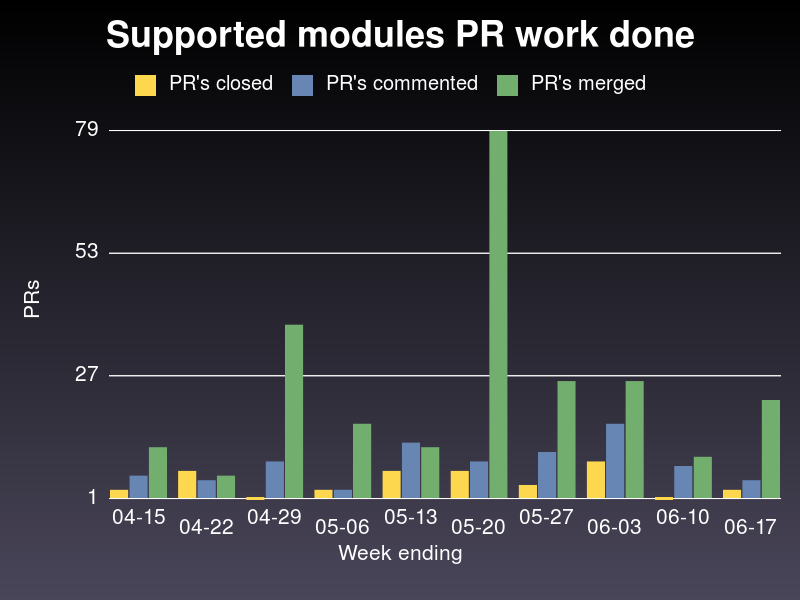 Supported modules PR work done
PR's closed PR's commented PR's merged
79
53
27
1
PRs
04-15 04-22 04-29 05-06 05-13 05-20 05-27 06-03 06-10 06-17
Week ending